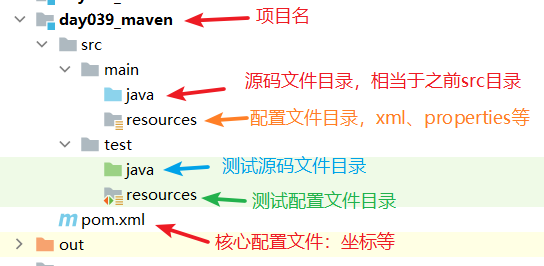 day039_maven 项目名
src
main
java 源码文件目录，相当于之前src目录
resources 配置文件目录，xml、properties等
test
java 测试源码文件目录
resources 测试配置文件目录
pom.xml
核心配置文件：坐标等
out